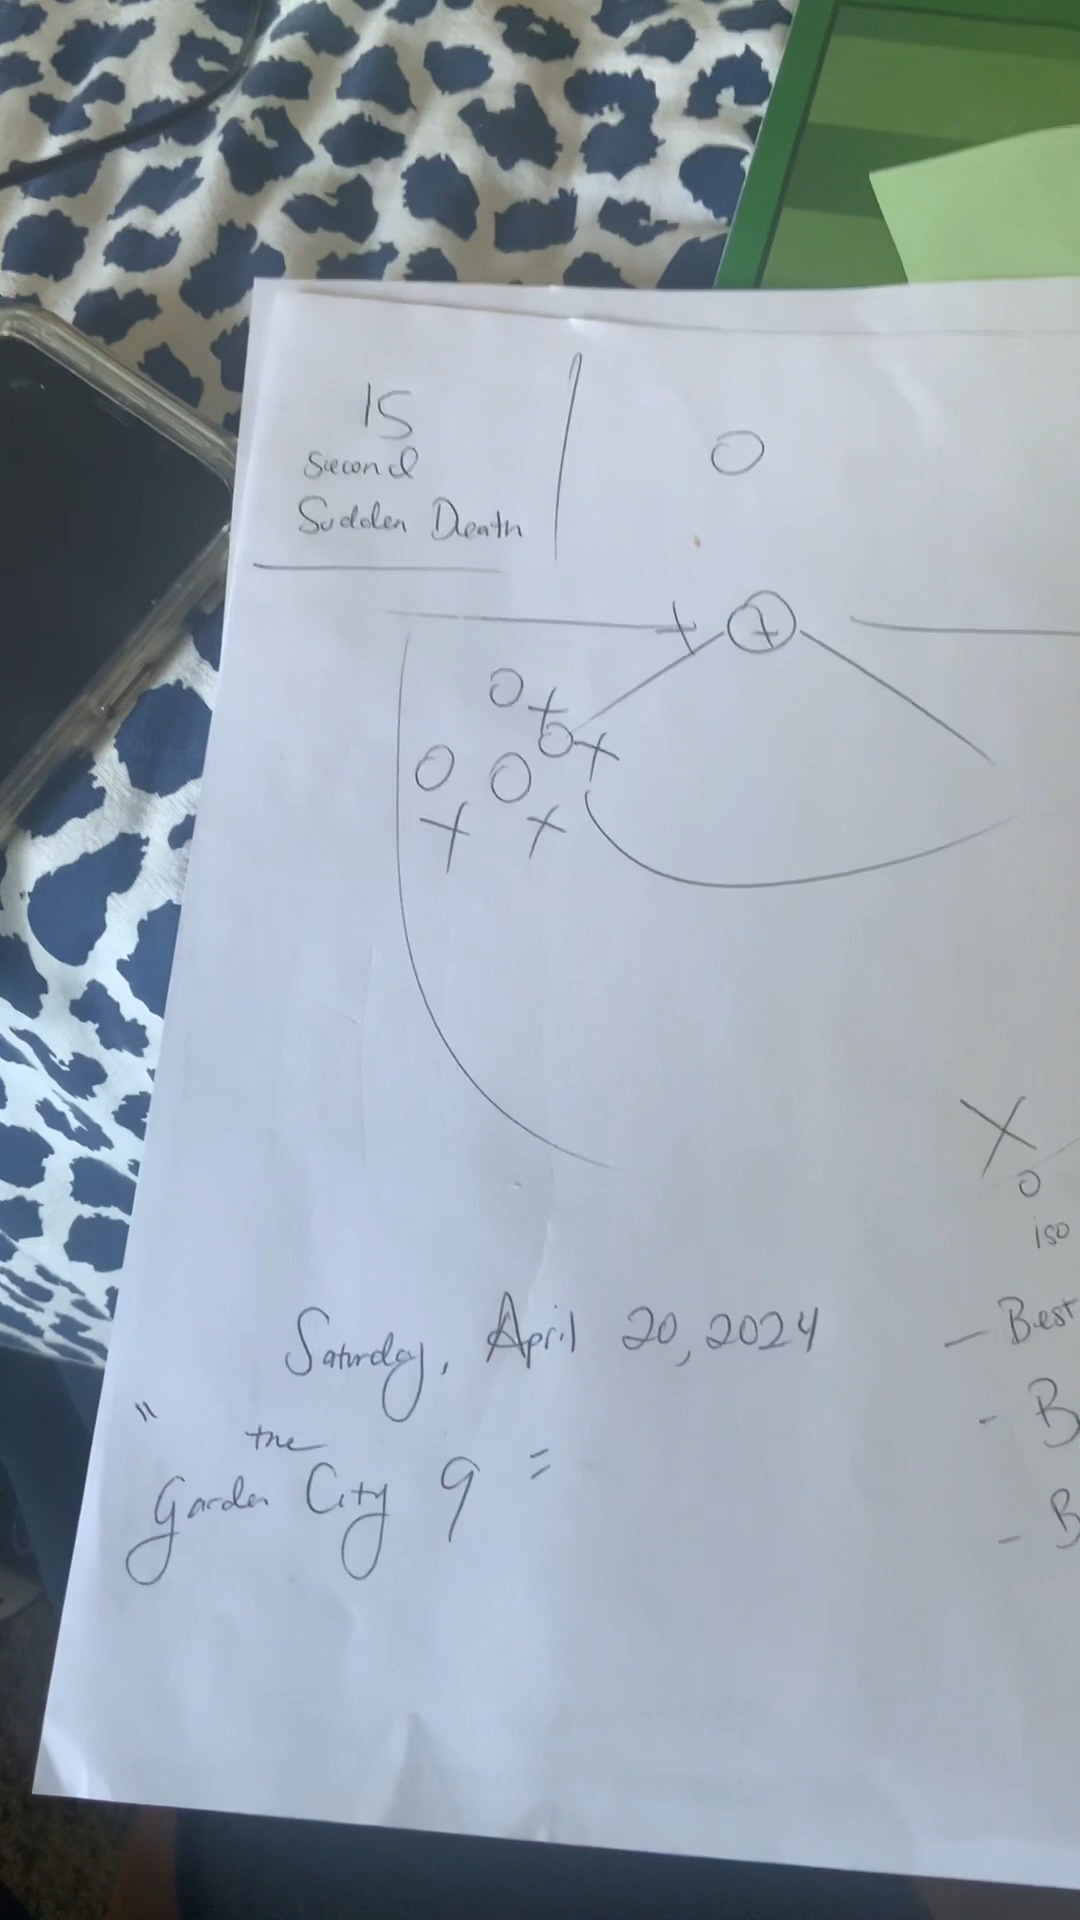 15
second
Sudden Death
iso
Saturday, April 20, 2024
- Best
"the
Garden City 9"